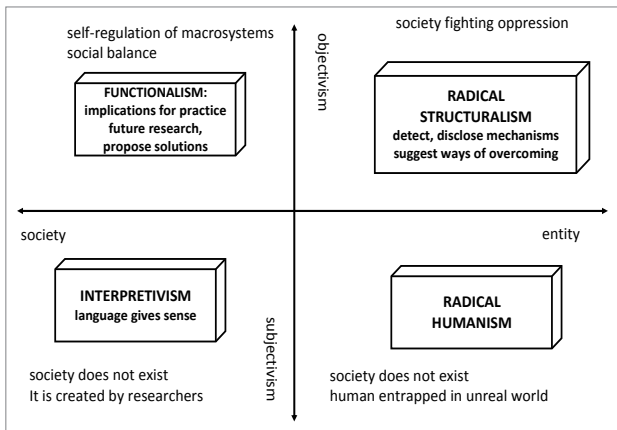 self-regulation of macrosystems
social balance
FUNCTIONALISM:
implications for practice
future research,
propose solutions
objectivism
society fighting oppression
RADICAL
STRUCTURALISM
detect, disclose mechanisms
suggest ways of overcoming
society
entity
INTERPRETIVISM
language gives sense
subjectivism
RADICAL
HUMANISM
society does not exist
It is created by researchers
society does not exist
human entrapped in unreal world